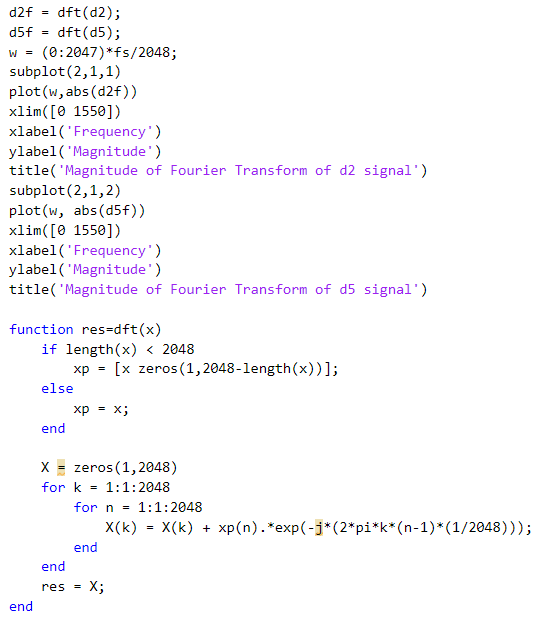 d2f = dft(d2);
d5f = dft(d5);
w = (0:2047)*fs/2048;
subplot(2,1,1)
plot(w,abs(d2f))
xlim([0 1550])
xlabel('Frequency')
ylabel('Magnitude')
title('Magnitude of Fourier Transform of d2 signal')
subplot(2,1,2)
plot(w, abs(d5f))
xlim([0 1550])
xlabel('Frequency')
ylabel('Magnitude')
title('Magnitude of Fourier Transform of d5 signal')

function res=dft(x)
    if length(x) < 2048
        xp = [x zeros(1,2048-length(x))];
    else
        xp = x;
    end

    X = zeros(1,2048)
    for k = 1:1:2048
        for n = 1:1:2048
            X(k) = X(k) + xp(n).*exp(-j*(2*pi*k*(n-1)*(1/2048)));
        end
    end
    res = X;
end